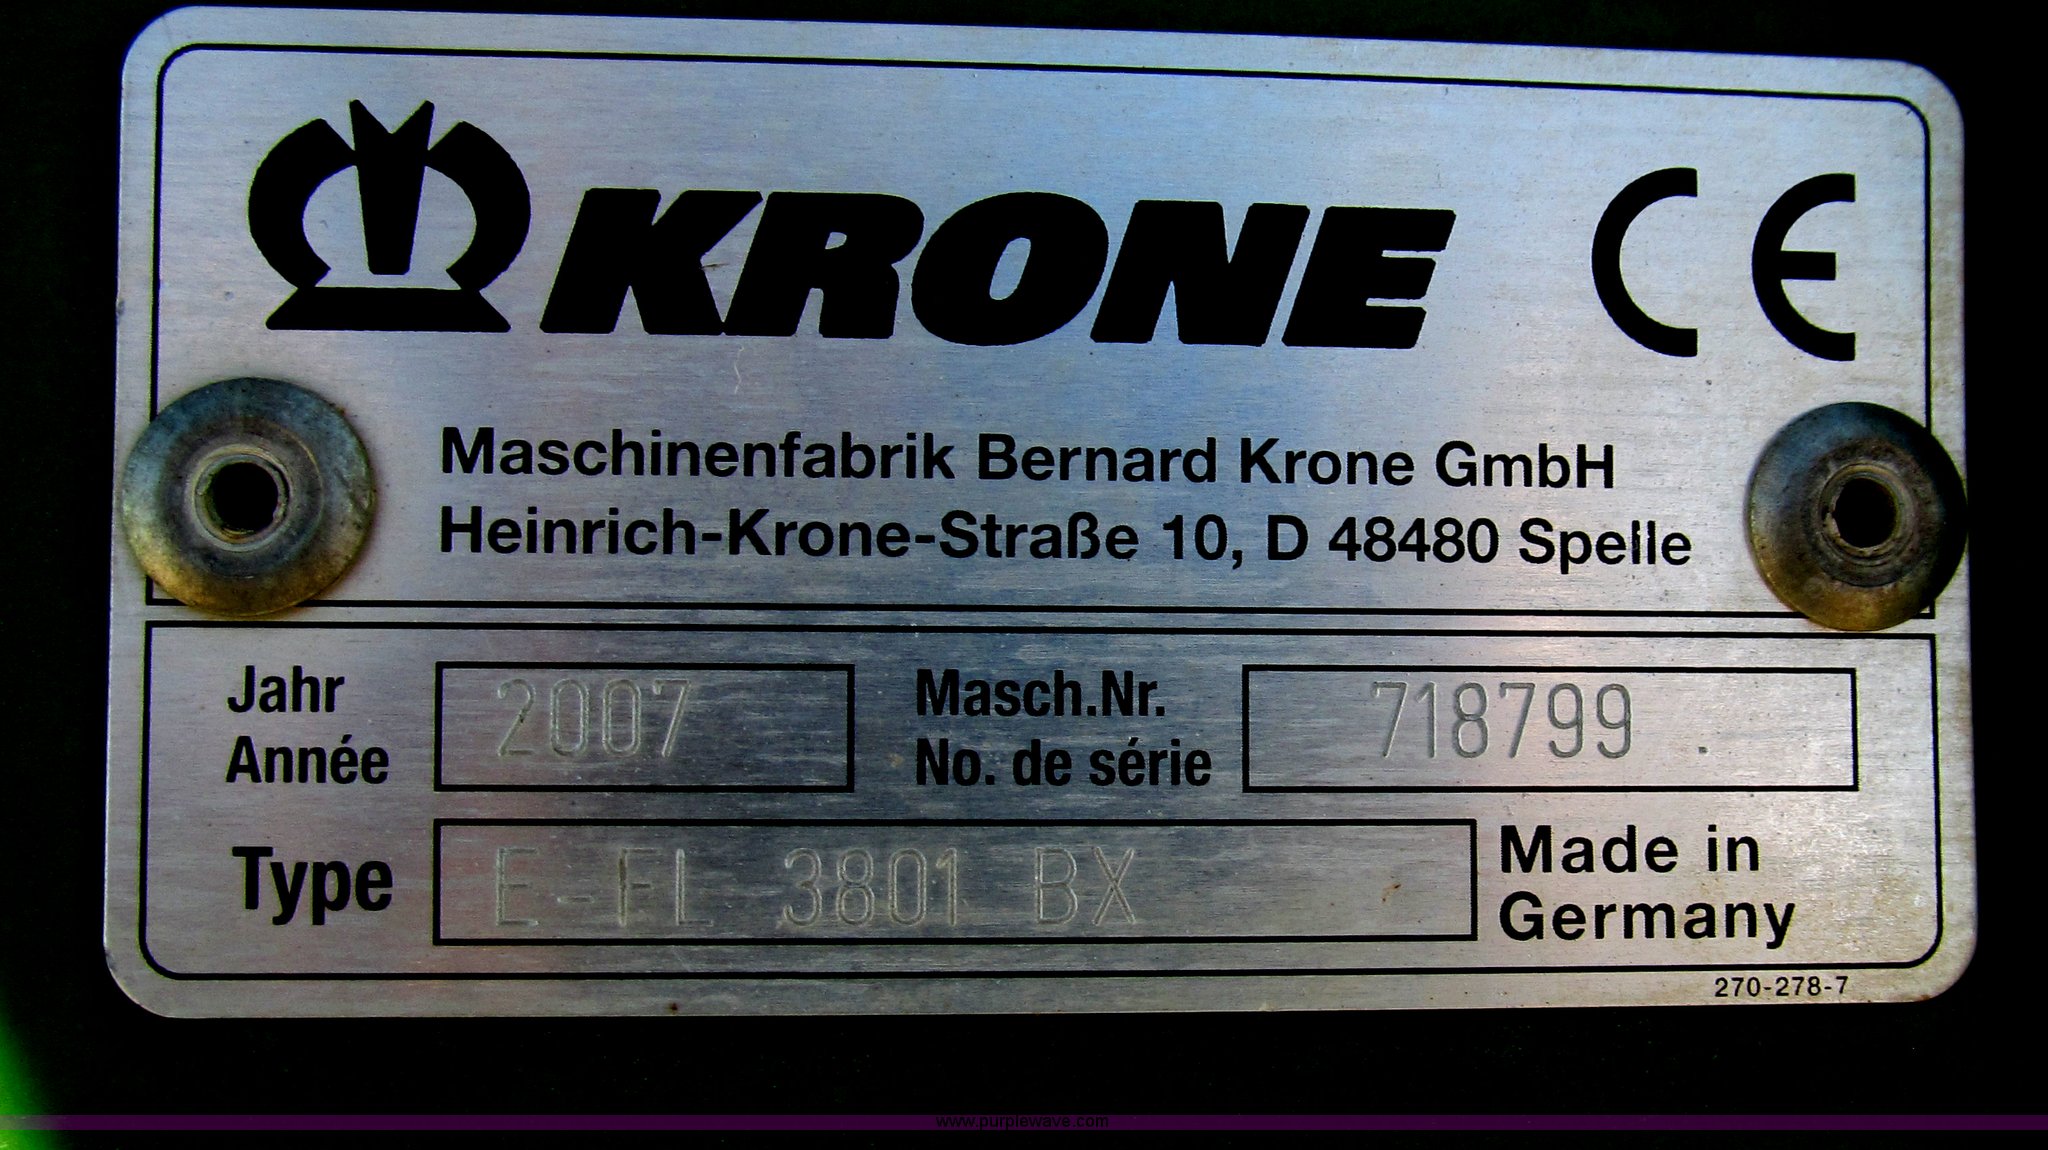 KRONE CE
Maschinenfabrik Bernard Krone GmbH
Heinrich-Krone-Straße 10, D 48480 Spelle
Jahr 2007 Masch.Nr. 718799
Année No. de série
Type E-FL 3801 BX Made in
Germany
270-278-7
www.purplewave.com